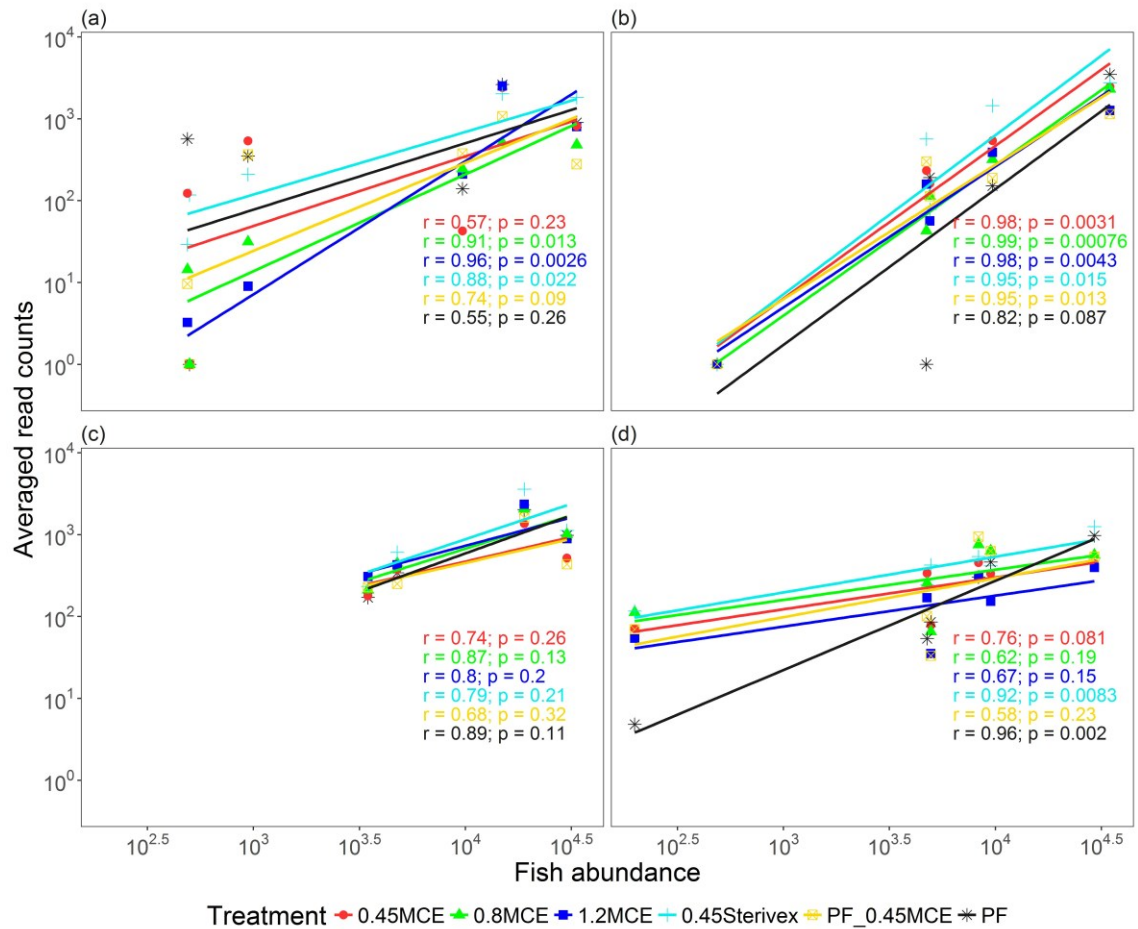 (a)
(b)
10^4
10^3
10^2
10^1
10^0
r = 0.57; p = 0.23
r = 0.91; p = 0.013
r = 0.96; p = 0.0026
r = 0.88; p = 0.022
r = 0.74; p = 0.09
r = 0.55; p = 0.26
r = 0.98; p = 0.0031
r = 0.99; p = 0.00076
r = 0.98; p = 0.0043
r = 0.95; p = 0.015
r = 0.95; p = 0.013
r = 0.82; p = 0.087
Averaged read counts
(c)
(d)
10^4
10^3
10^2
10^1
10^0
r = 0.74; p = 0.26
r = 0.87; p = 0.13
r = 0.8; p = 0.2
r = 0.79; p = 0.21
r = 0.68; p = 0.32
r = 0.89; p = 0.11
r = 0.76; p = 0.081
r = 0.62; p = 0.19
r = 0.67; p = 0.15
r = 0.92; p = 0.0083
r = 0.58; p = 0.23
r = 0.96; p = 0.002
10^2.5 10^3 10^3.5 10^4 10^4.5 10^2.5 10^3 10^3.5 10^4 10^4.5
Fish abundance
Treatment 0.45MCE 0.8MCE 1.2MCE 0.45Sterivex PF_0.45MCE PF